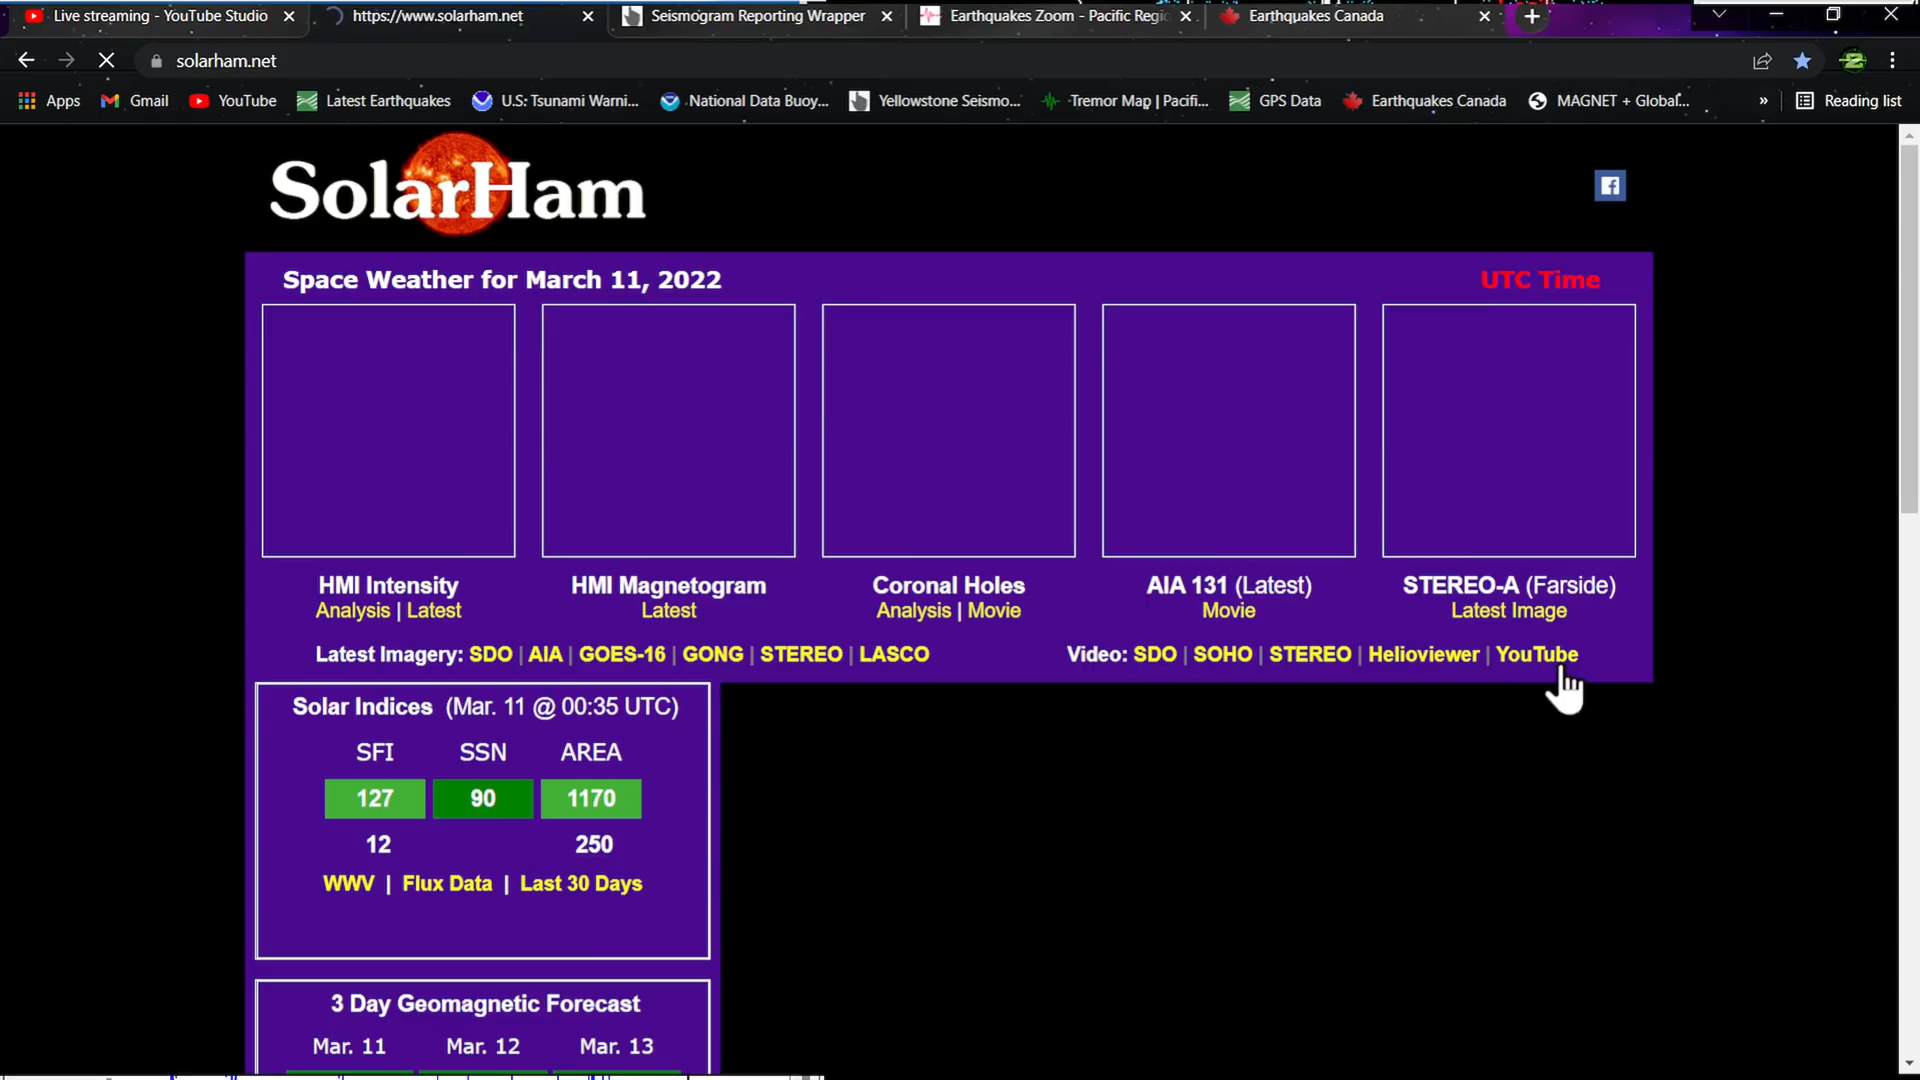 Live streaming - YouTube Studio
https://www.solarham.net
Seismogram Reporting Wrapper
Earthquakes Zoom - Pacific Regio
Earthquakes Canada
solarham.net
Apps
Gmail
YouTube
Latest Earthquakes
U.S: Tsunami Warni...
National Data Buoy...
Yellowstone Seismo...
Tremor Map | Pacifi...
GPS Data
Earthquakes Canada
MAGNET + Global...
»
Reading list
SolarHam
Space Weather for March 11, 2022
UTC Time
HMI Intensity
Analysis | Latest
HMI Magnetogram
Latest
Coronal Holes
Analysis | Movie
AIA 131 (Latest)
Movie
STEREO-A (Farside)
Latest Image
Latest Imagery: SDO | AIA | GOES-16 | GONG | STEREO | LASCO
Video: SDO | SOHO | STEREO | Helioviewer | YouTube
Solar Indices (Mar. 11 @ 00:35 UTC)
SFI SSN AREA
127 90 1170
12 250
WWV | Flux Data | Last 30 Days
3 Day Geomagnetic Forecast
Mar. 11 Mar. 12 Mar. 13